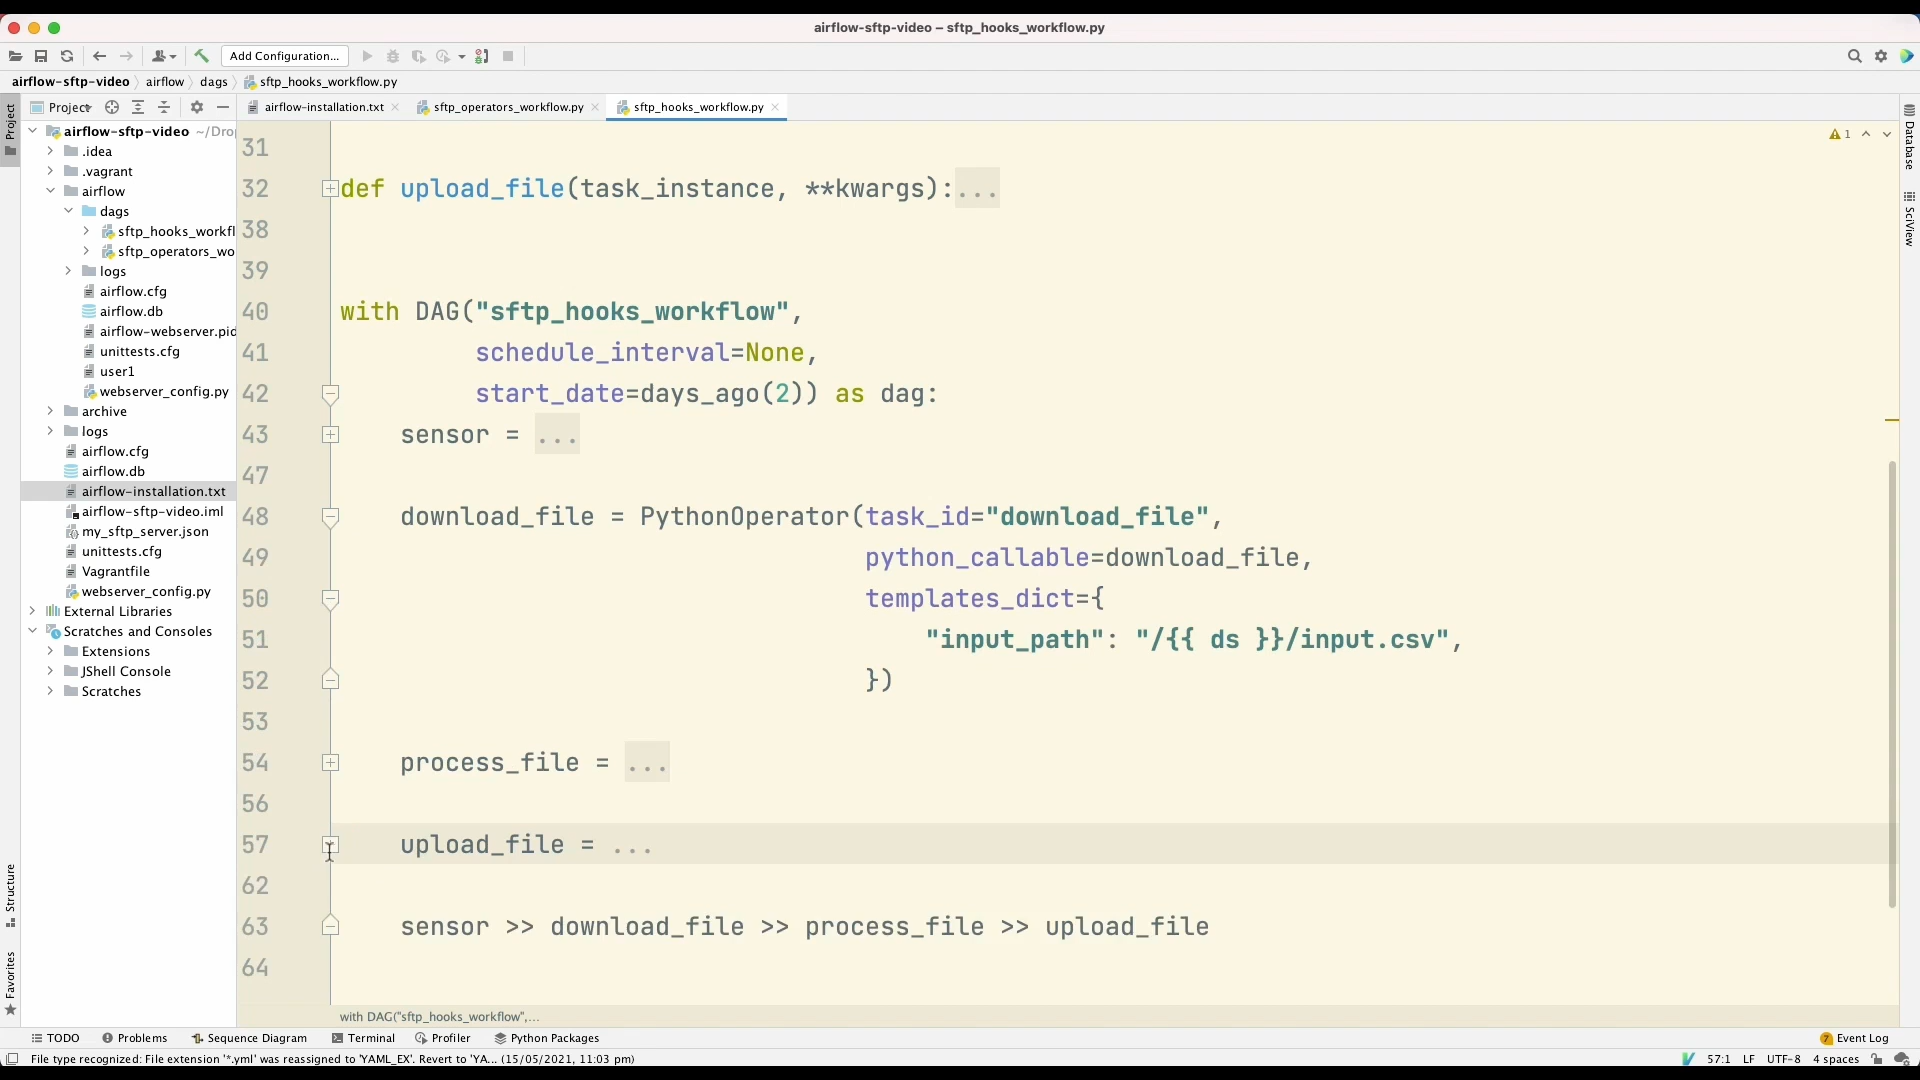 airflow-sftp-video – sftp_hooks_workflow.py
Add Configuration...
airflow-sftp-video airflow dags sftp_hooks_workflow.py
Project
airflow-installation.txt
sftp_operators_workflow.py
sftp_hooks_workflow.py
Project
Structure
Favorites
airflow-sftp-video ~/Drop
.idea
.vagrant
airflow
dags
sftp_hooks_workfl
sftp_operators_wo
logs
airflow.cfg
airflow.db
airflow-webserver.pid
unittests.cfg
user1
webserver_config.py
archive
logs
airflow.cfg
airflow.db
airflow-installation.txt
airflow-sftp-video.iml
my_sftp_server.json
unittests.cfg
Vagrantfile
webserver_config.py
External Libraries
Scratches and Consoles
Extensions
JShell Console
Scratches
1
Database
SciView
31
32 def upload_file(task_instance, **kwargs):...
38
39
40 with DAG("sftp_hooks_workflow",
41 schedule_interval=None,
42 start_date=days_ago(2)) as dag:
43 sensor = ...
47
48 download_file = PythonOperator(task_id="download_file",
49 python_callable=download_file,
50 templates_dict={
51 "input_path": "/{{ ds }}/input.csv",
52 })
53
54 process_file = ...
56
57 upload_file = ...
62
63 sensor >> download_file >> process_file >> upload_file
64
with DAG("sftp_hooks_workflow",...
TODO Problems Sequence Diagram Terminal Profiler Python Packages 7 Event Log
File type recognized: File extension '*.yml' was reassigned to 'YAML_EX'. Revert to 'YA... (15/05/2021, 11:03 pm) 57:1 LF UTF-8 4 spaces